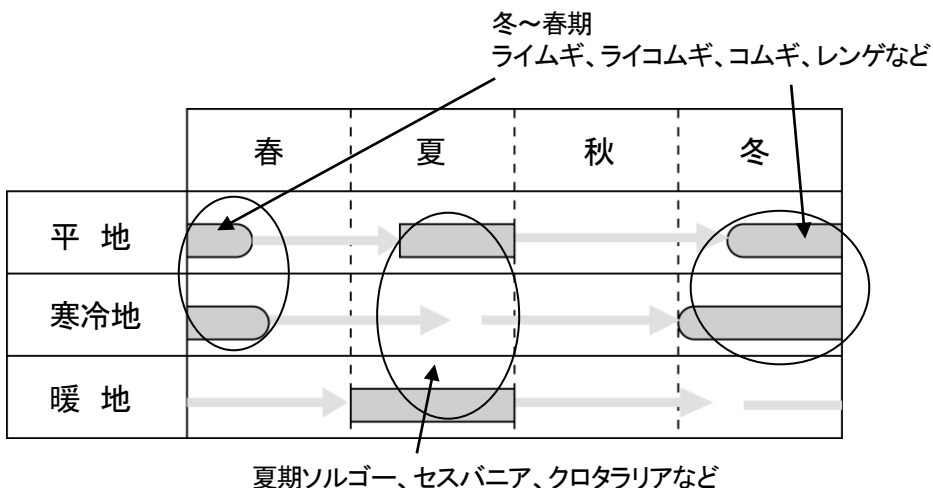 冬～春期
ライムギ、ライコムギ、コムギ、レンゲなど
春 夏 秋 冬
平 地
寒冷地
暖 地
夏期ソルゴー、セスバニア、クロタラリアなど